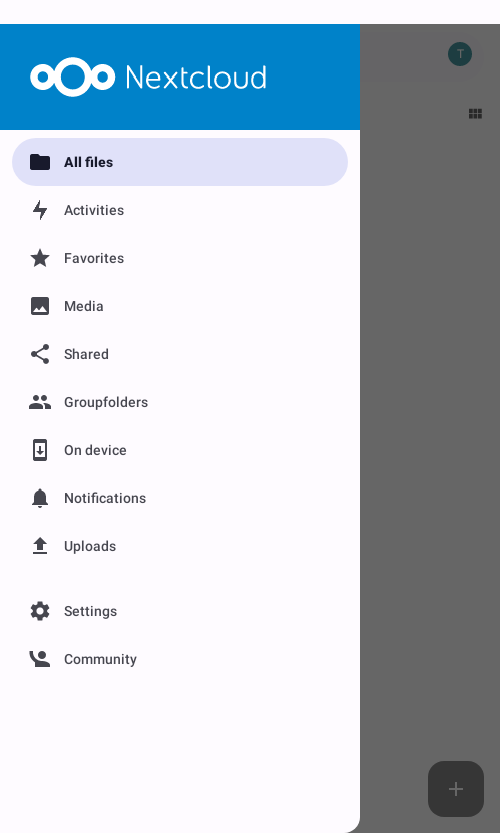 Nextcloud
T
All files
Activities
Favorites
Media
Shared
Groupfolders
On device
Notifications
Uploads
Settings
Community